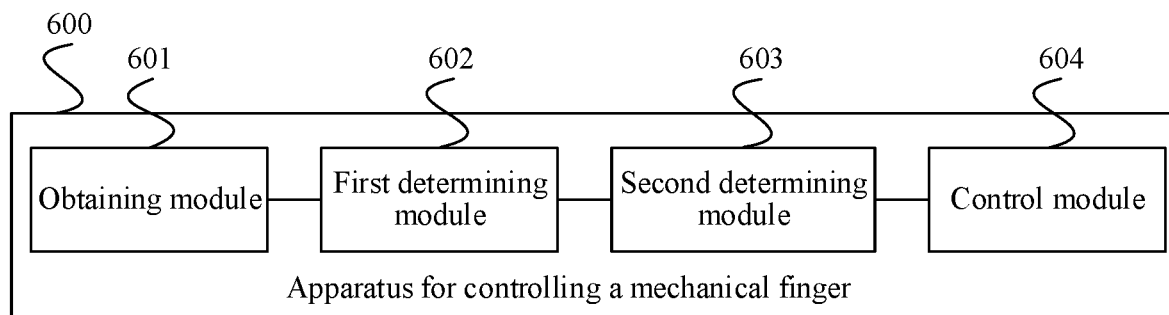 600
601
602
603
604
Obtaining module
First determining
module
Second determining
module
Control module
Apparatus for controlling a mechanical finger